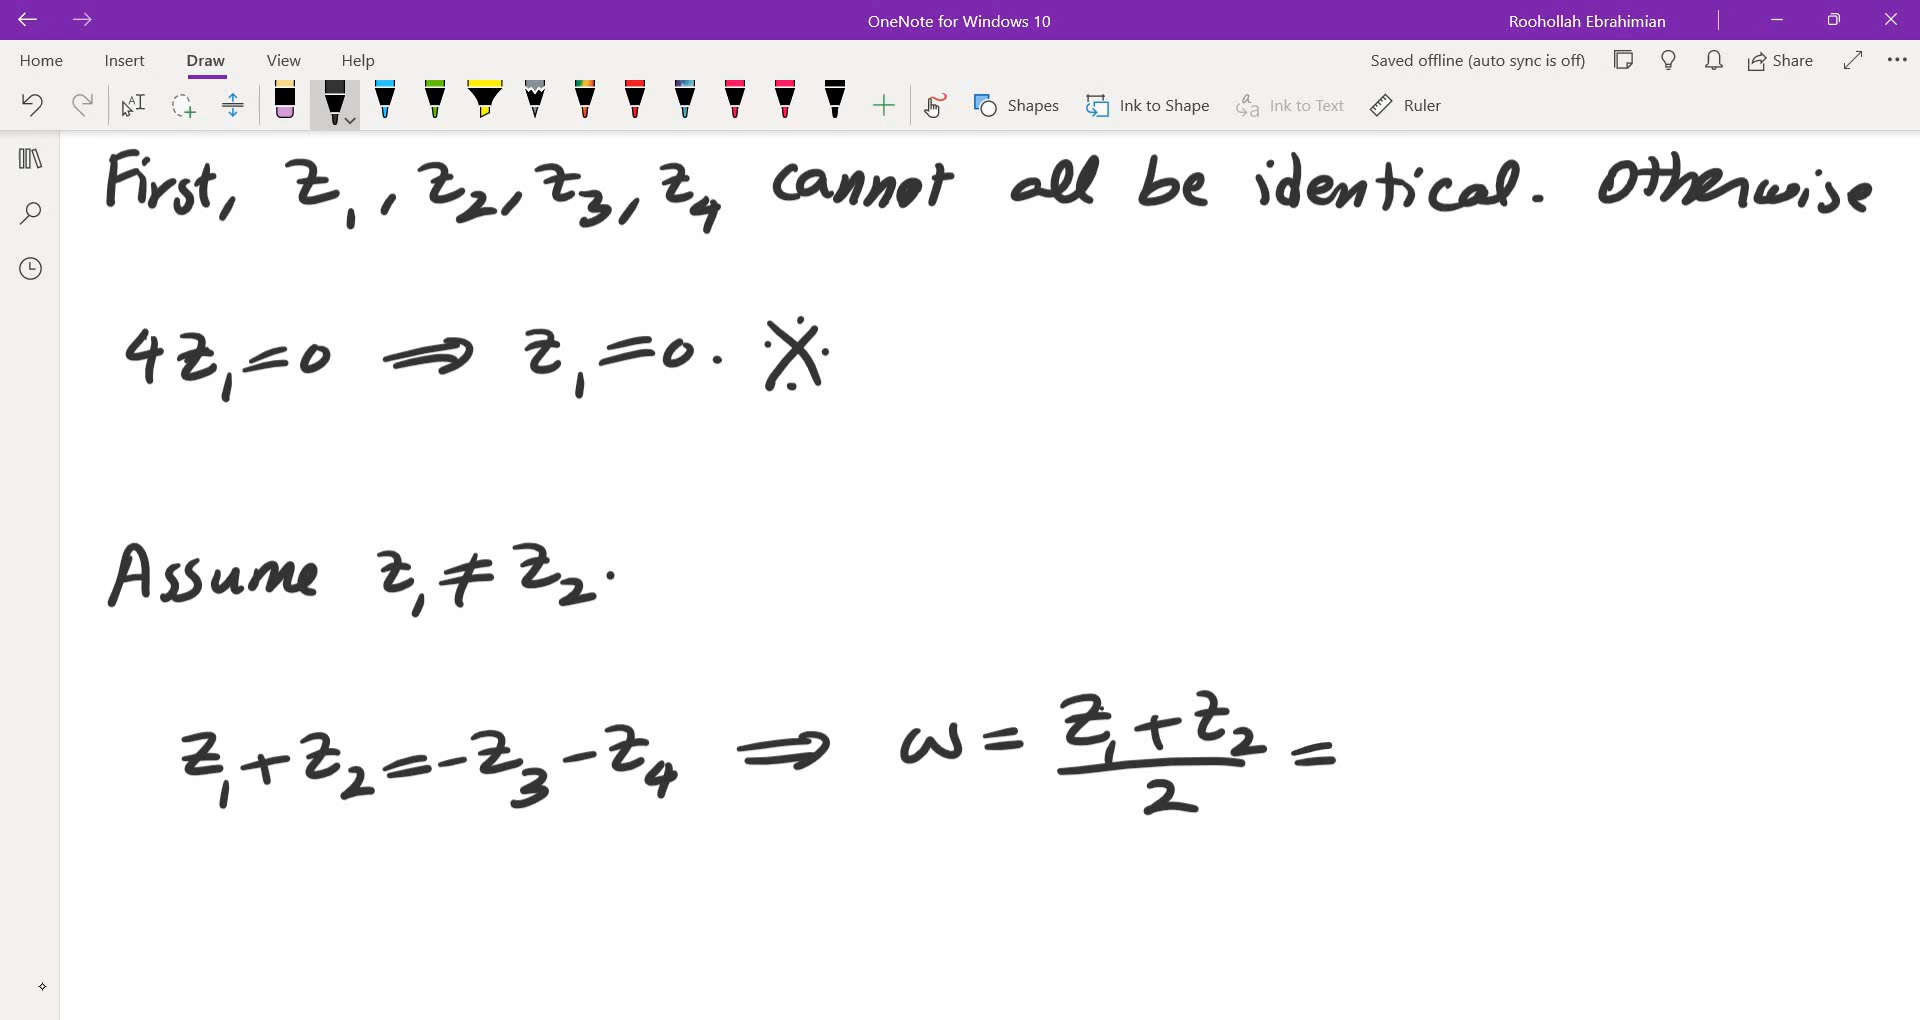 OneNote for Windows 10
Roohollah Ebrahimian
Home Insert Draw View Help
Saved offline (auto sync is off) Share
Shapes Ink to Shape Ink to Text Ruler
First, z₁, z₂, z₃, z₄ cannot all be identical. Otherwise
4z₁ = 0 ⟹ z₁ = 0. ※
Assume z₁ ≠ z₂.
z₁ + z₂ = -z₃ - z₄ ⟹ ω = (z₁ + z₂)/2 =